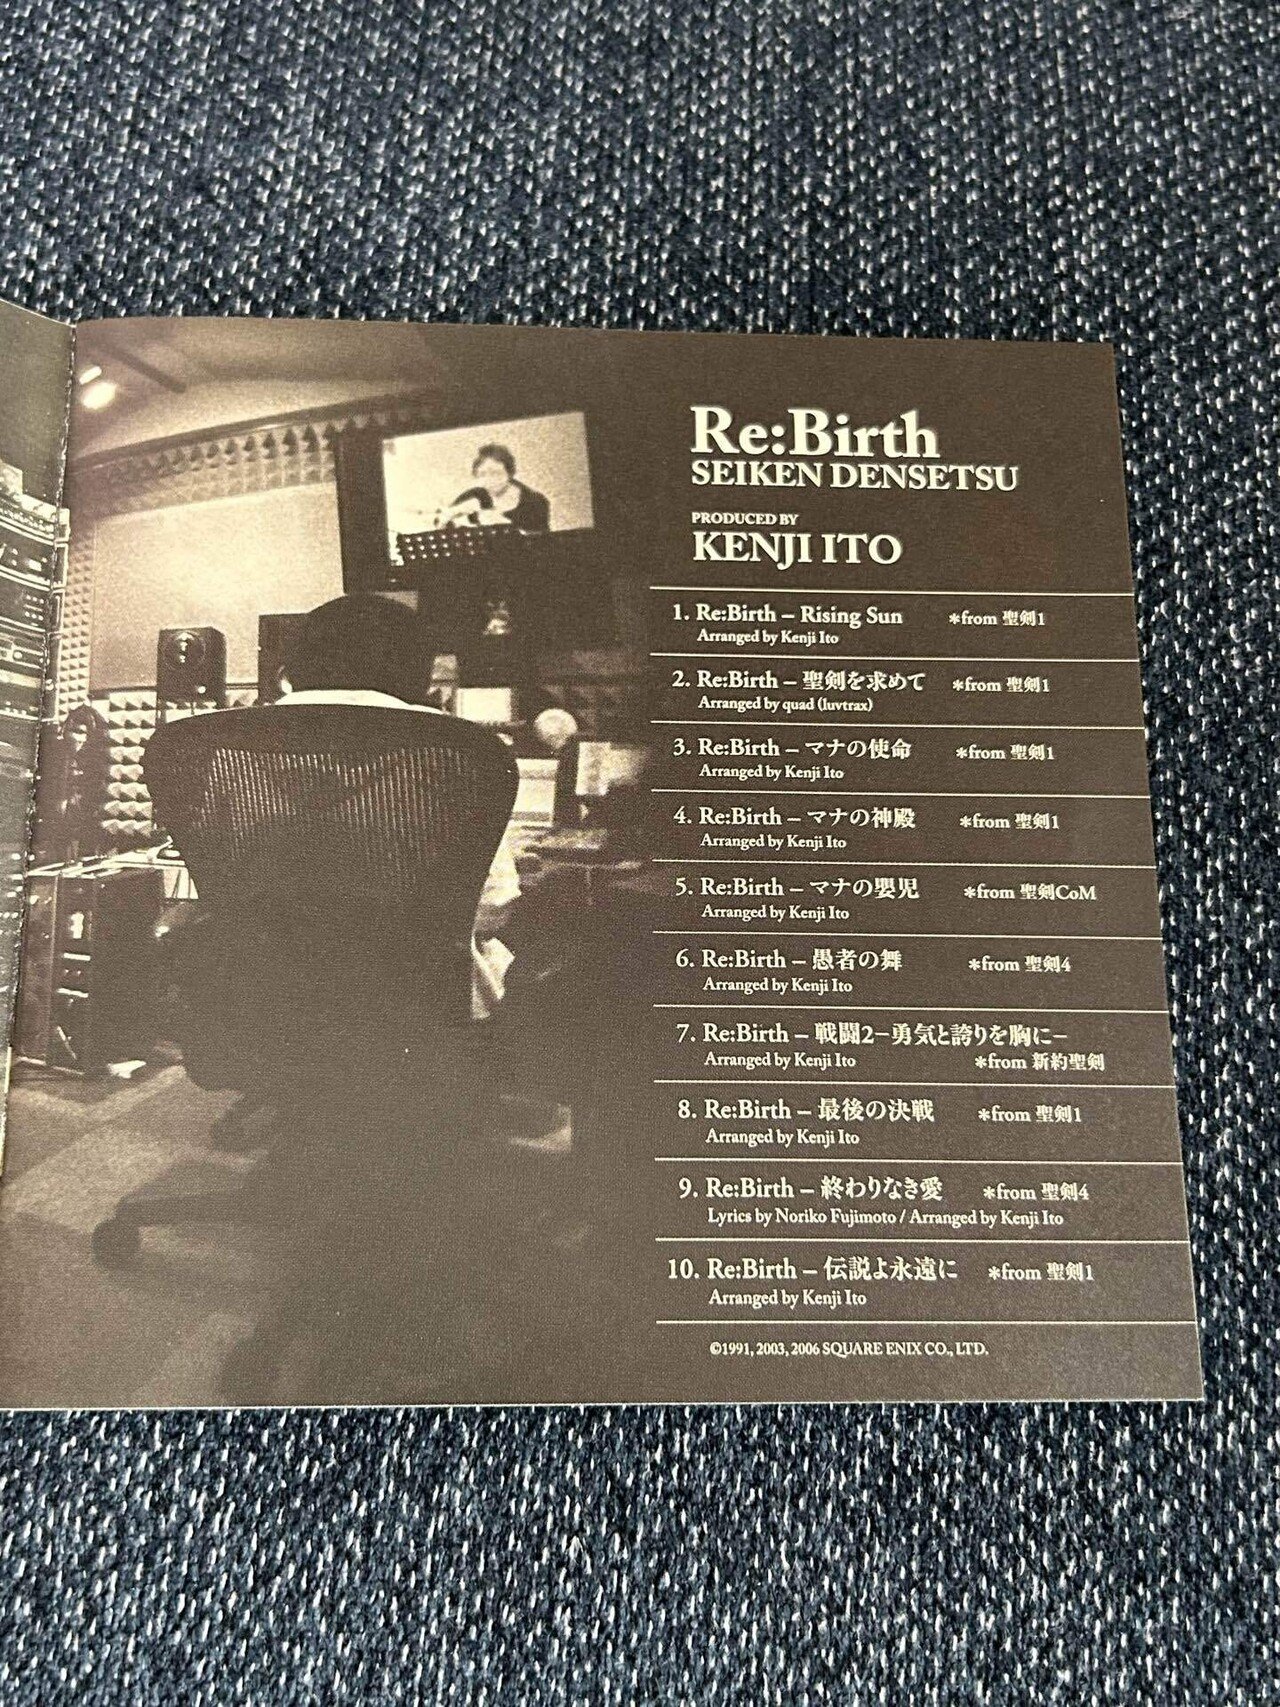 Re:Birth
SEIKEN DENSETSU
PRODUCED BY
KENJI ITO
1. Re:Birth – Rising Sun *from 聖剣1
Arranged by Kenji Ito
2. Re:Birth – 聖剣を求めて *from 聖剣1
Arranged by quad (luvtrax)
3. Re:Birth – マナの使命 *from 聖剣1
Arranged by Kenji Ito
4. Re:Birth – マナの神殿 *from 聖剣1
Arranged by Kenji Ito
5. Re:Birth – マナの嬰児 *from 聖剣CoM
Arranged by Kenji Ito
6. Re:Birth – 愚者の舞 *from 聖剣4
Arranged by Kenji Ito
7. Re:Birth – 戦闘2−勇気と誇りを胸に−
Arranged by Kenji Ito *from 新約聖剣
8. Re:Birth – 最後の決戦 *from 聖剣1
Arranged by Kenji Ito
9. Re:Birth – 終わりなき愛 *from 聖剣4
Lyrics by Noriko Fujimoto / Arranged by Kenji Ito
10. Re:Birth – 伝説よ永遠に *from 聖剣1
Arranged by Kenji Ito
©1991, 2003, 2006 SQUARE ENIX CO., LTD.